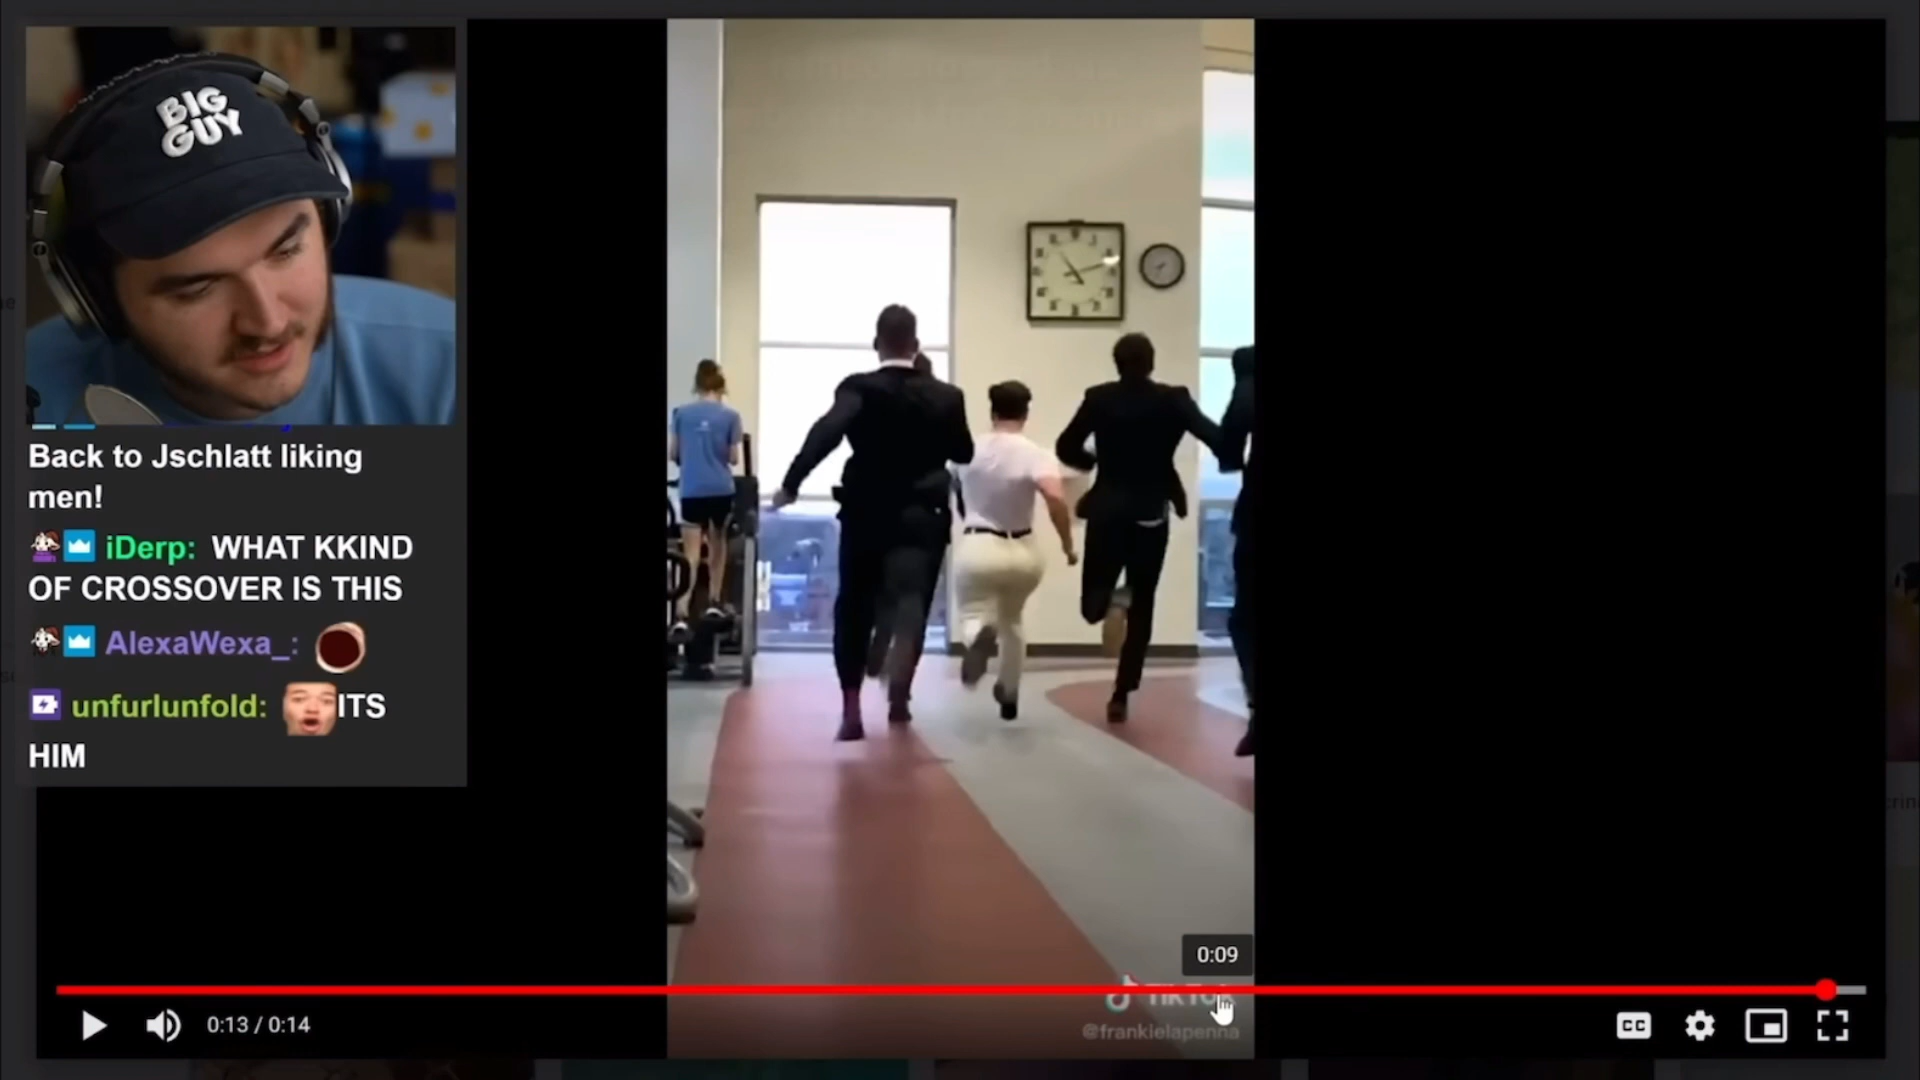 BIG
GUY
Back to Jschlatt liking
men!
iDerp: WHAT KKIND
OF CROSSOVER IS THIS
AlexaWexa_:
unfurlunfold: ITS
HIM
0:09
TikTok
@frankielapenna
0:13 / 0:14
CC